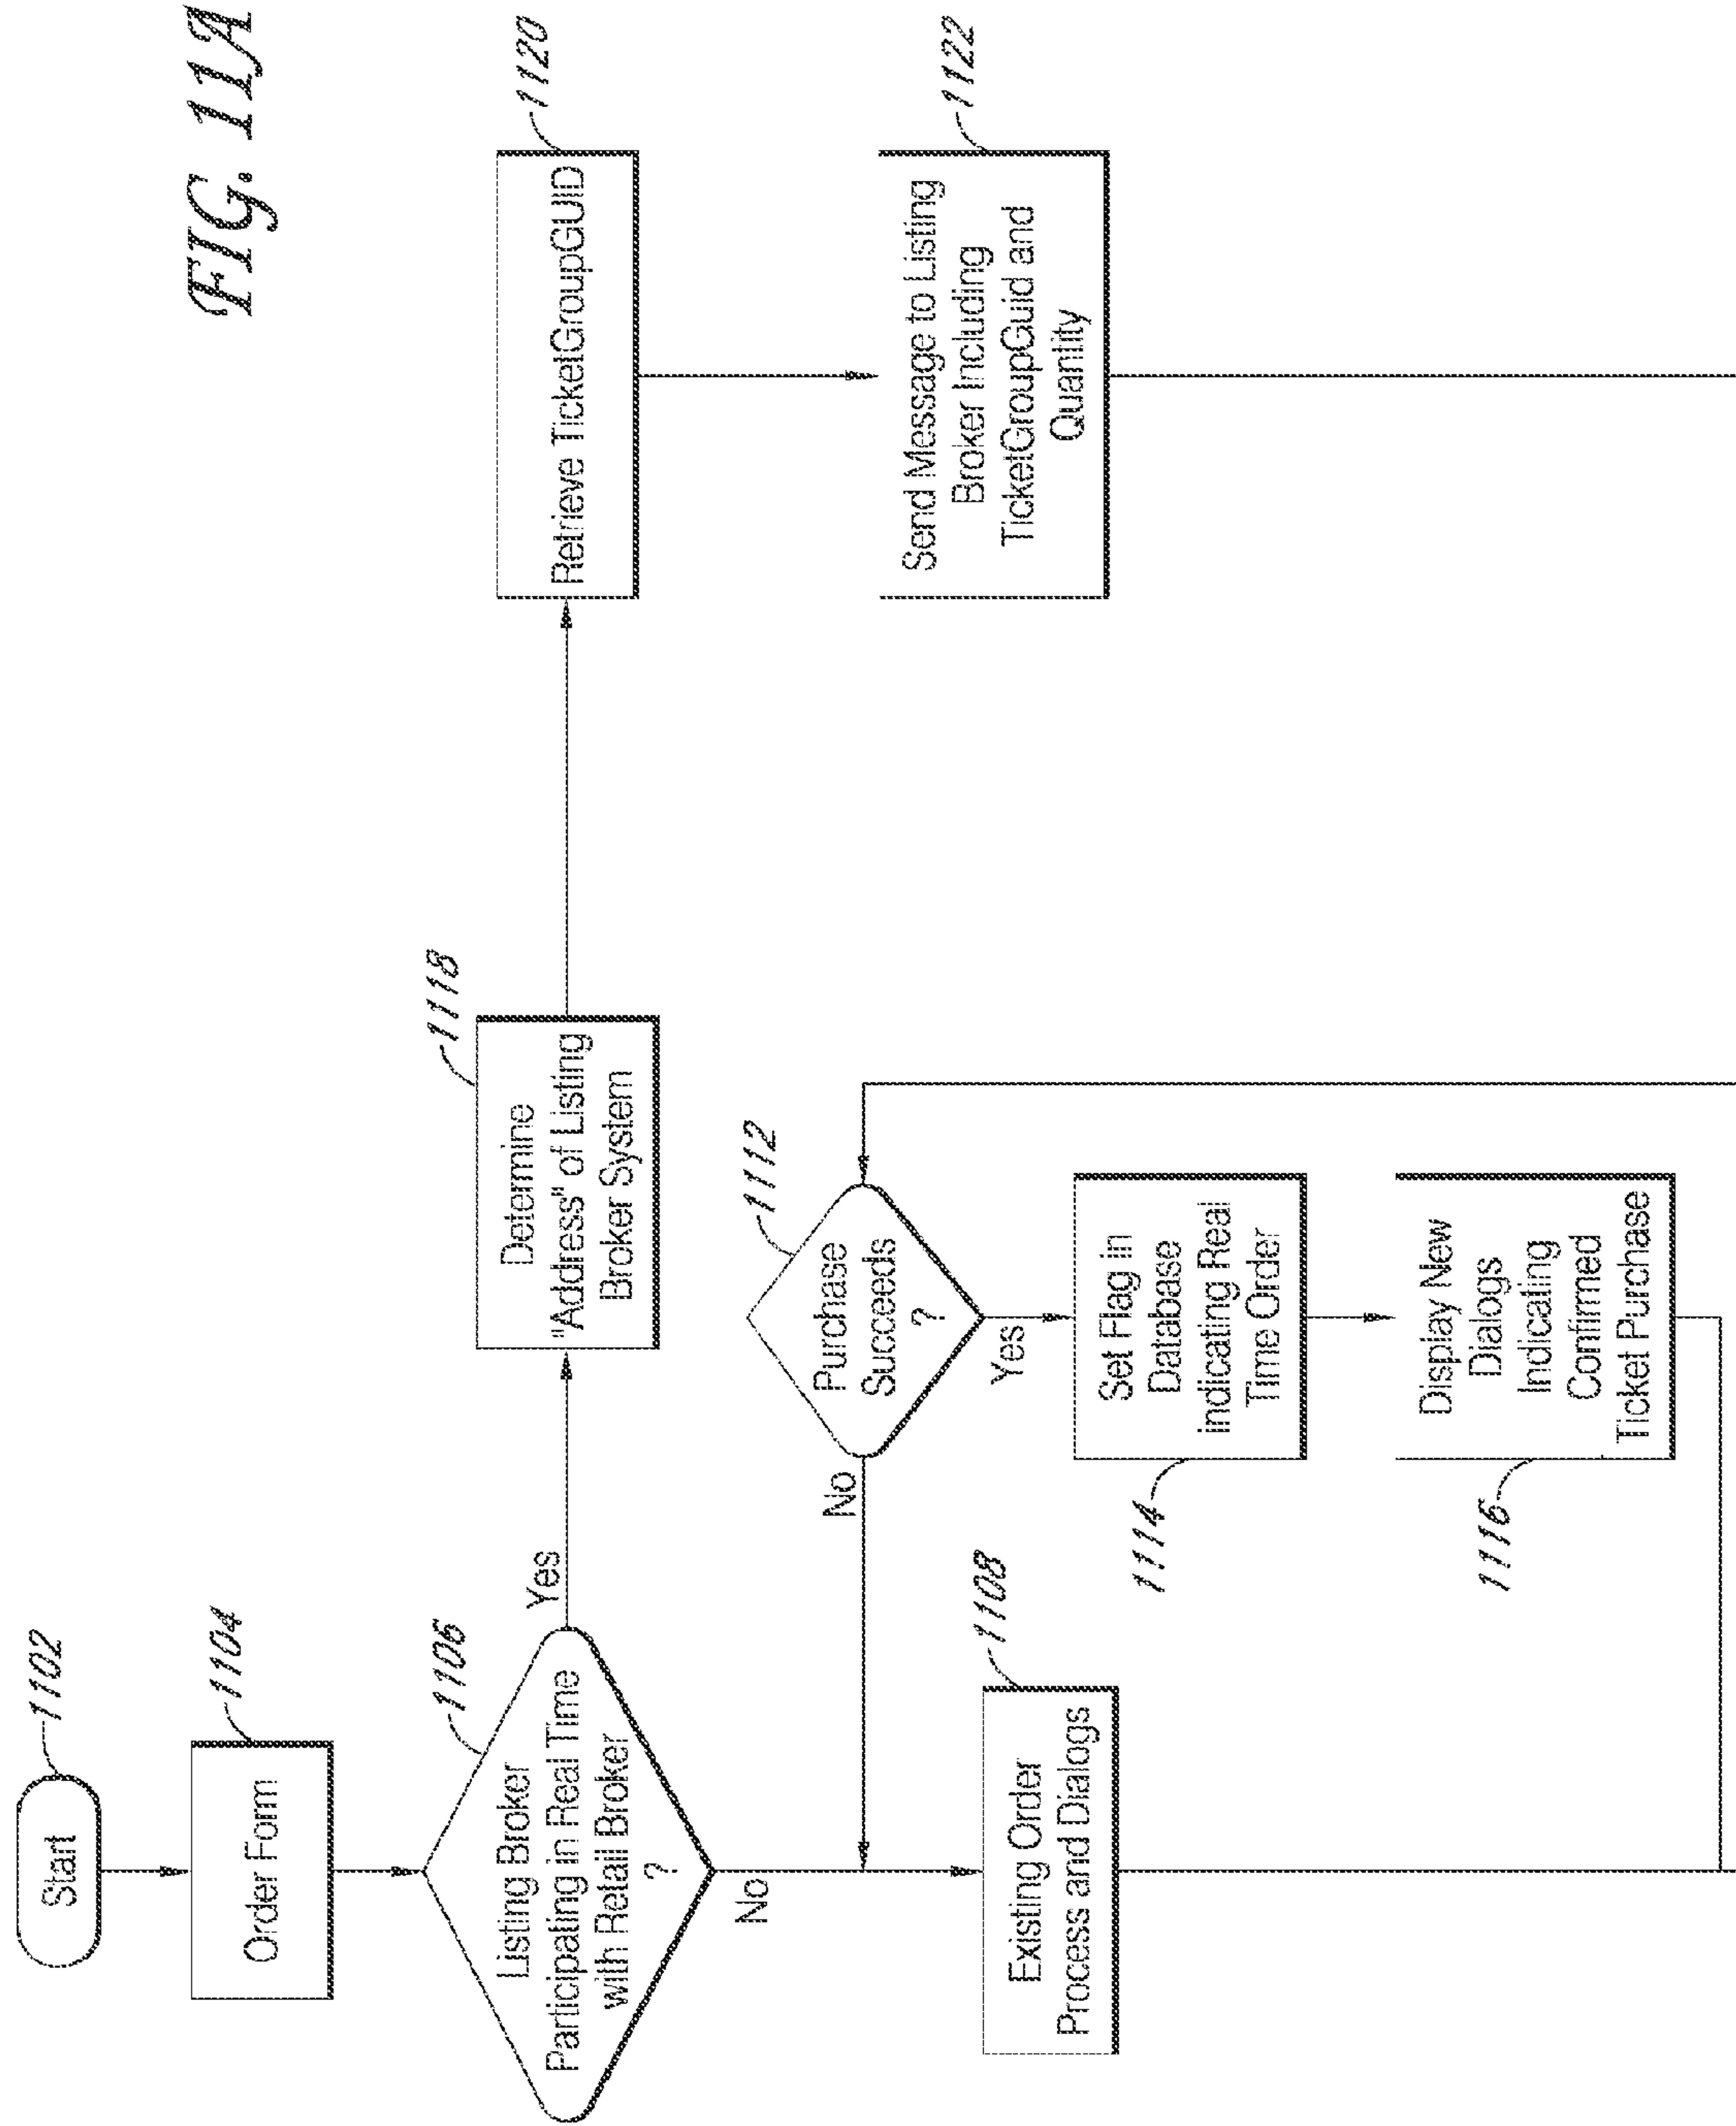 FIG. 11A
1102
Start
1104
Order Form
1106
Listing Broker
Participating in Real Time
with Retail Broker
?
Yes
No
1118
Determine
"Address" of Listing
Broker System
1120
Retrieve TicketGroupGUID
1122
Send Message to Listing
Broker Including
TicketGroupGuid and
Quantity
1112
Purchase
Succeeds
?
No
Yes
1108
Existing Order
Process and Dialogs
1114
Set Flag in
Database
Indicating Real
Time Order
1116
Display New
Dialogs
Indicating
Confirmed
Ticket Purchase